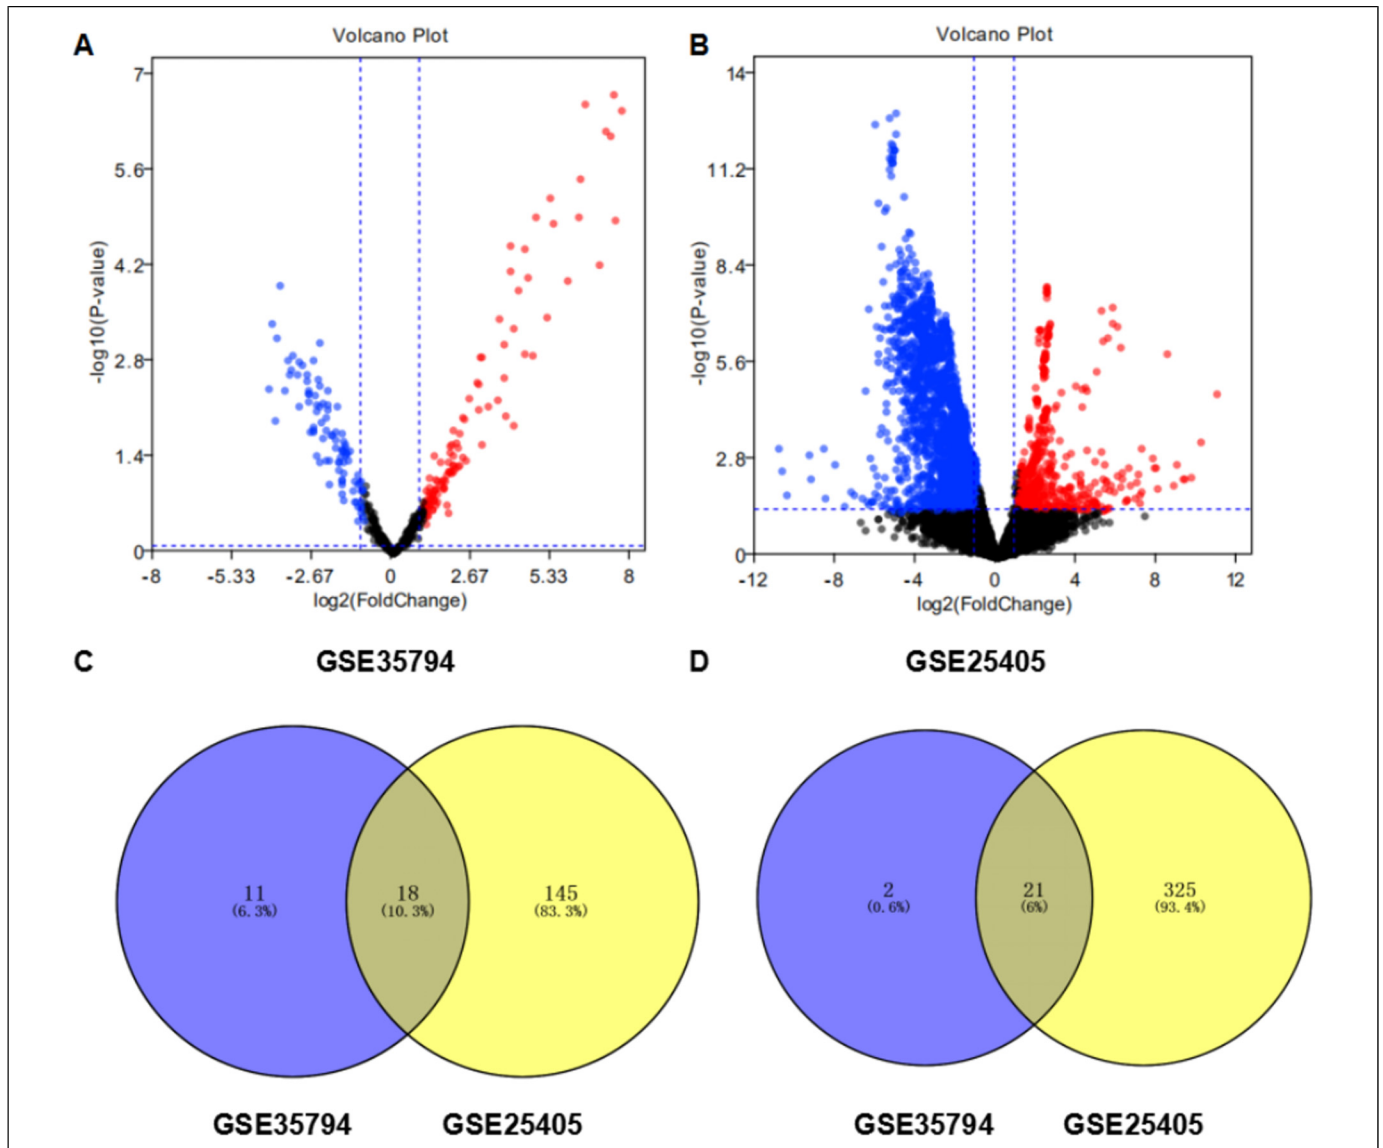 A
Volcano Plot
7
5.6
4.2
2.8
1.4
0
-log10(P-value)
-8 -5.33 -2.67 0 2.67 5.33 8
log2(FoldChange)
B
Volcano Plot
14
11.2
8.4
5.6
2.8
0
-log10(P-value)
-12 -8 -4 0 4 8 12
log2(FoldChange)
C
GSE35794
D
GSE25405
11
(6.3%)
18
(10.3%)
145
(83.3%)
GSE35794 GSE25405
2
(0.6%)
21
(6%)
325
(93.4%)
GSE35794 GSE25405